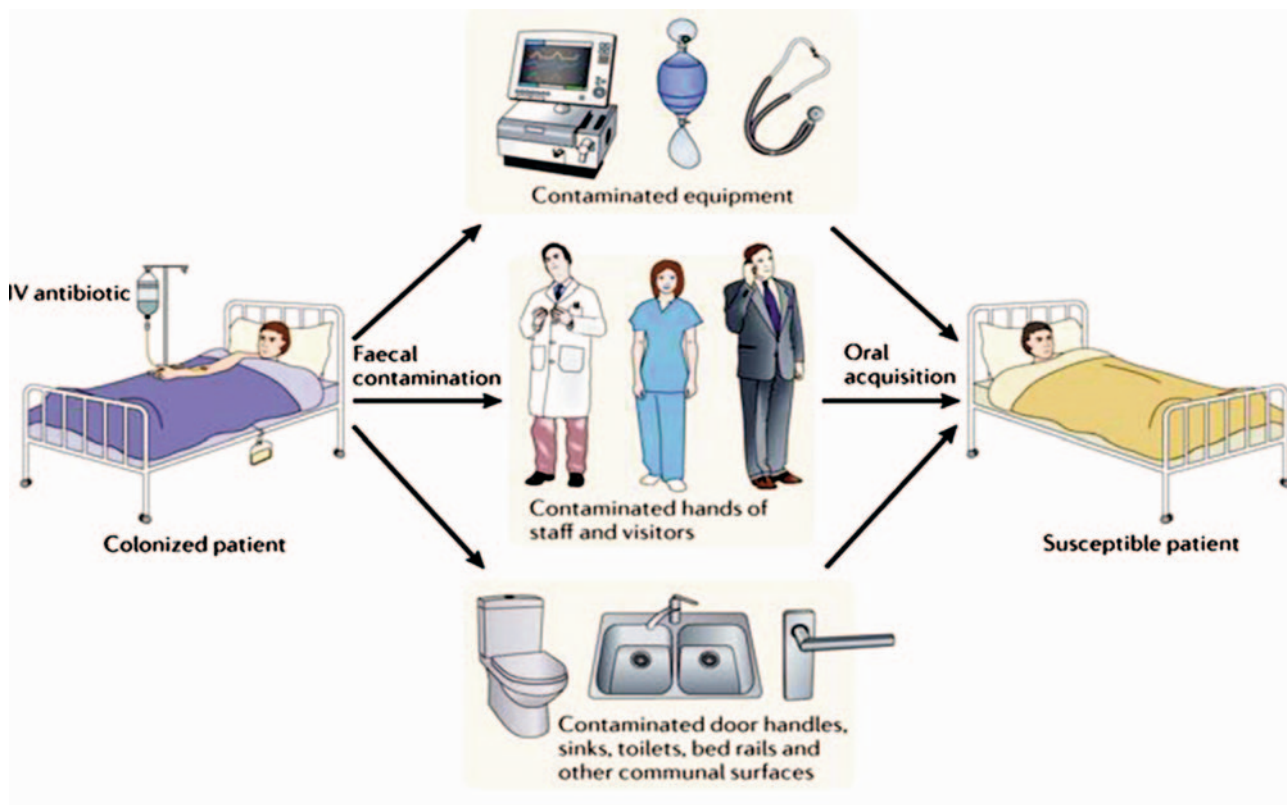 Contaminated equipment
IV antibiotic
Faecal
contamination
Oral
acquisition
Contaminated hands of
staff and visitors
Colonized patient
Susceptible patient
Contaminated door handles,
sinks, toilets, bed rails and
other communal surfaces